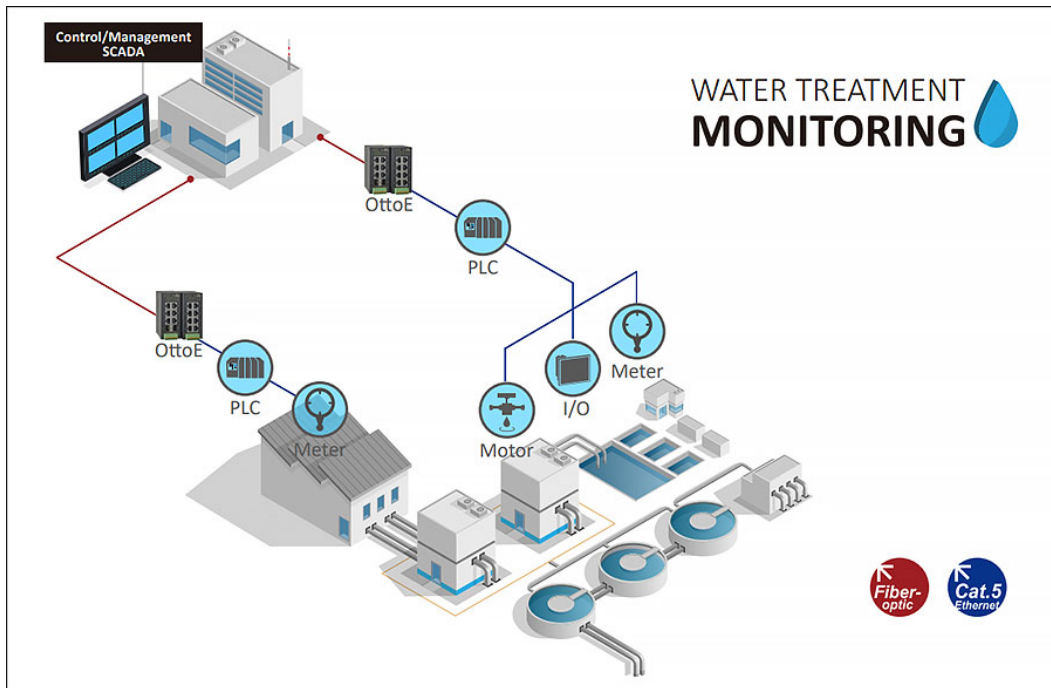 Control/Management
SCADA
WATER TREATMENT
MONITORING
OttoE
PLC
OttoE
PLC
Meter
Meter
I/O
Motor
Fiber-
optic
Cat.5
Ethernet